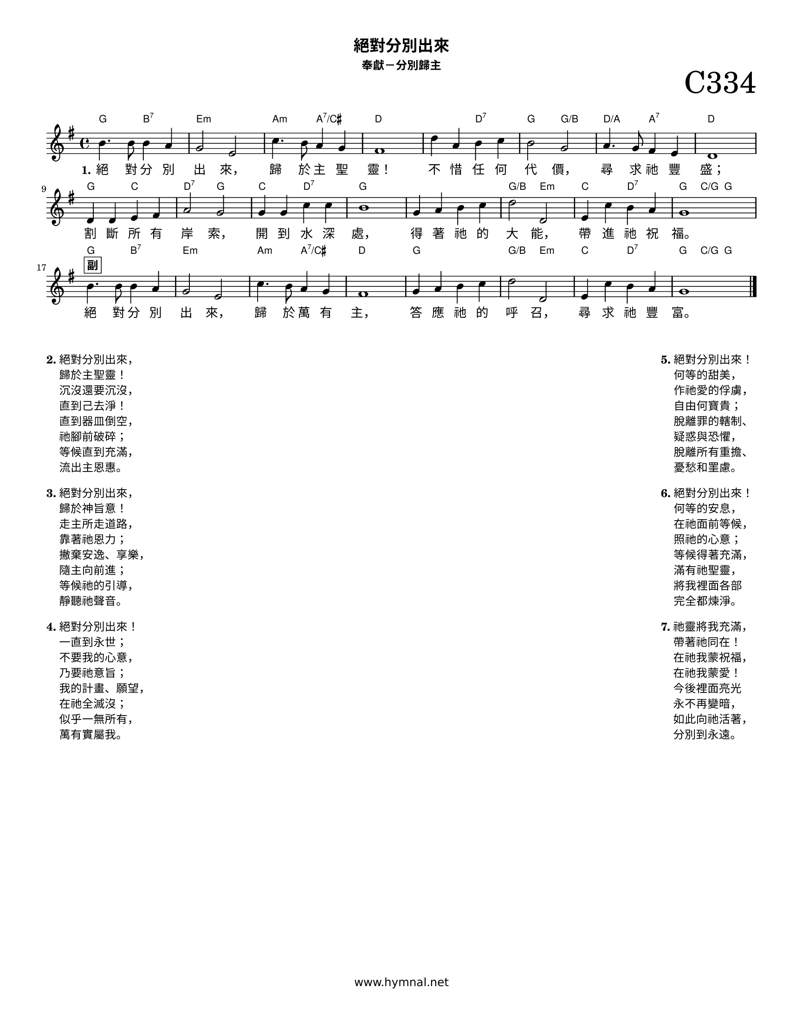 絕對分別出來
奉獻－分別歸主
C334
G B7 Em Am A7/C♯ D D7 G G/B D/A A7 D
1. 絕 對分 別 出 來， 歸 於主 聖 靈！ 不 惜 任 何 代 價， 尋 求祂 豐 盛；
9 G C D7 G C D7 G G/B Em C D7 G C/G G
割 斷 所 有 岸 索， 開 到 水 深 處， 得 著 祂 的 大 能， 帶 進 祂 祝 福。
17 副 G B7 Em Am A7/C♯ D G G/B Em C D7 G C/G G
絕 對分 別 出 來， 歸 於萬 有 主， 答 應 祂 的 呼 召， 尋 求 祂 豐 富。
2. 絕對分別出來，
歸於主聖靈！
沉沒還要沉沒，
直到己去淨！
直到器皿倒空，
祂腳前破碎；
等候直到充滿，
流出主恩惠。
3. 絕對分別出來，
歸於神旨意！
走主所走道路，
靠著祂恩力；
撇棄安逸、享樂，
隨主向前進；
等候祂的引導，
靜聽祂聲音。
4. 絕對分別出來！
一直到永世；
不要我的心意，
乃要祂意旨；
我的計畫、願望，
在祂全滅沒；
似乎一無所有，
萬有實屬我。
5. 絕對分別出來！
何等的甜美，
作祂愛的俘虜，
自由何寶貴；
脫離罪的轄制、
疑惑與恐懼，
脫離所有重擔、
憂愁和罣慮。
6. 絕對分別出來！
何等的安息，
在祂面前等候，
照祂的心意；
等候得著充滿，
滿有祂聖靈，
將我裡面各部
完全都煉淨。
7. 祂靈將我充滿，
帶著祂同在！
在祂我蒙祝福，
在祂我蒙愛！
今後裡面亮光
永不再變暗，
如此向祂活著，
分別到永遠。
www.hymnal.net